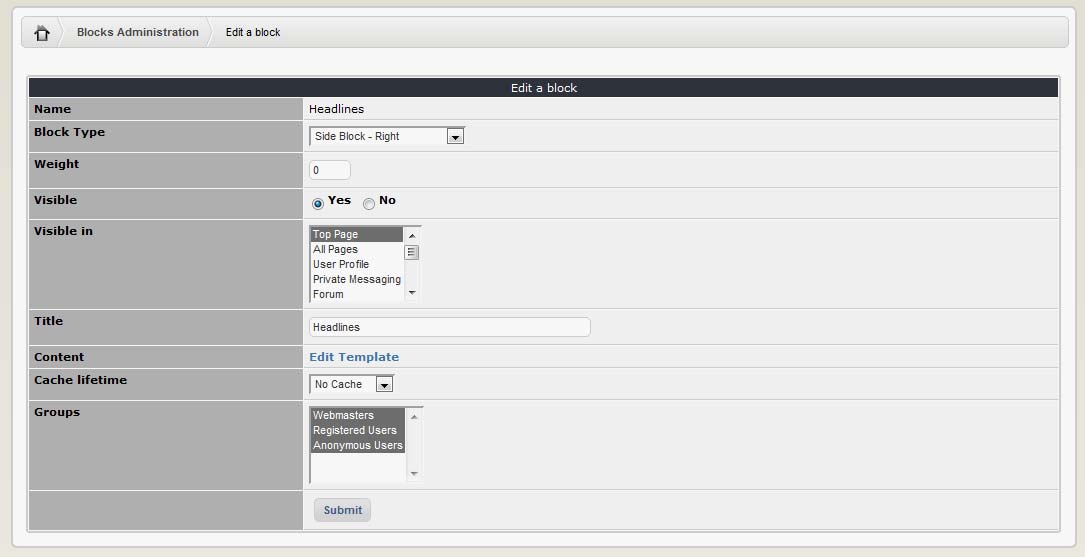 Blocks Administration Edit a block
Edit a block
Name Headlines
Block Type Side Block - Right
Weight 0
Visible Yes No
Visible in Top Page
All Pages
User Profile
Private Messaging
Forum
Title Headlines
Content Edit Template
Cache lifetime No Cache
Groups Webmasters
Registered Users
Anonymous Users
Submit